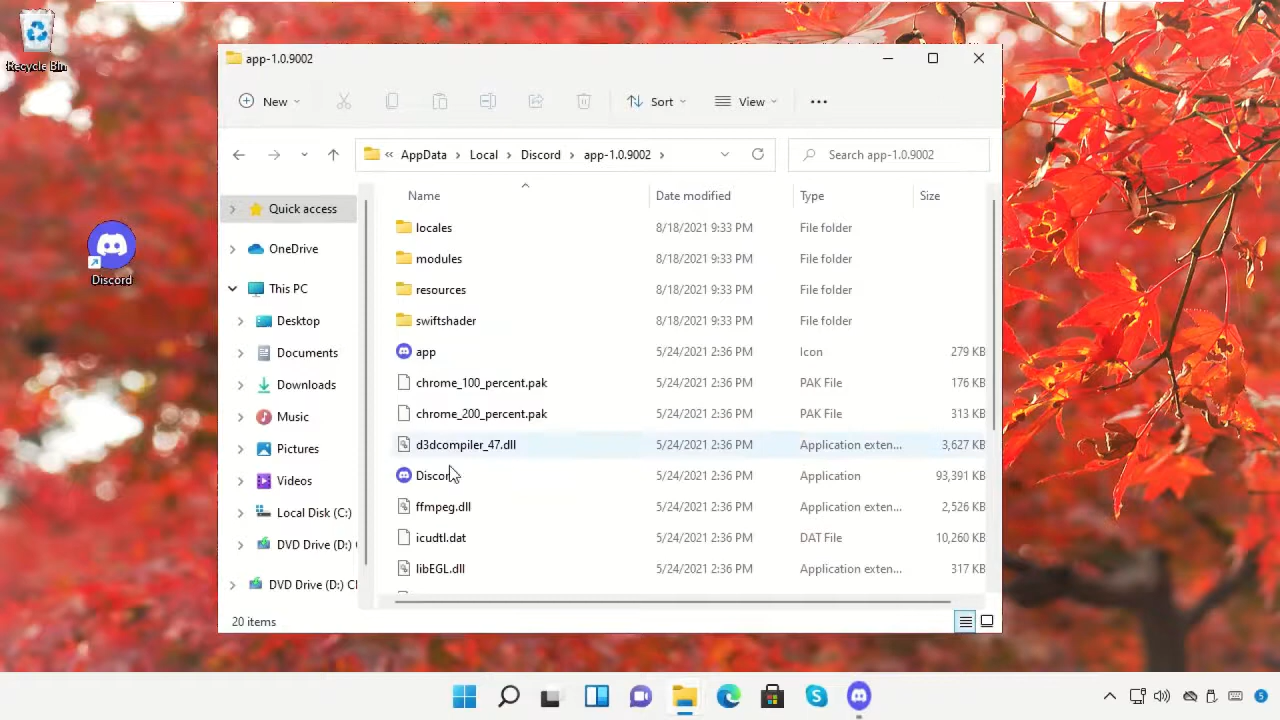 Recycle Bin
Discord
app-1.0.9002
New
Sort
View
« AppData > Local > Discord > app-1.0.9002 >
Search app-1.0.9002
Name Date modified Type Size
Quick access
OneDrive
This PC
Desktop
Documents
Downloads
Music
Pictures
Videos
Local Disk (C:)
DVD Drive (D:)
DVD Drive (D:)
locales 8/18/2021 9:33 PM File folder
modules 8/18/2021 9:33 PM File folder
resources 8/18/2021 9:33 PM File folder
swiftshader 8/18/2021 9:33 PM File folder
app 5/24/2021 2:36 PM Icon 279 KB
chrome_100_percent.pak 5/24/2021 2:36 PM PAK File 176 KB
chrome_200_percent.pak 5/24/2021 2:36 PM PAK File 313 KB
d3dcompiler_47.dll 5/24/2021 2:36 PM Application exten... 3,627 KB
Discord 5/24/2021 2:36 PM Application 93,391 KB
ffmpeg.dll 5/24/2021 2:36 PM Application exten... 2,526 KB
icudtl.dat 5/24/2021 2:36 PM DAT File 10,260 KB
libEGL.dll 5/24/2021 2:36 PM Application exten... 317 KB
20 items
5